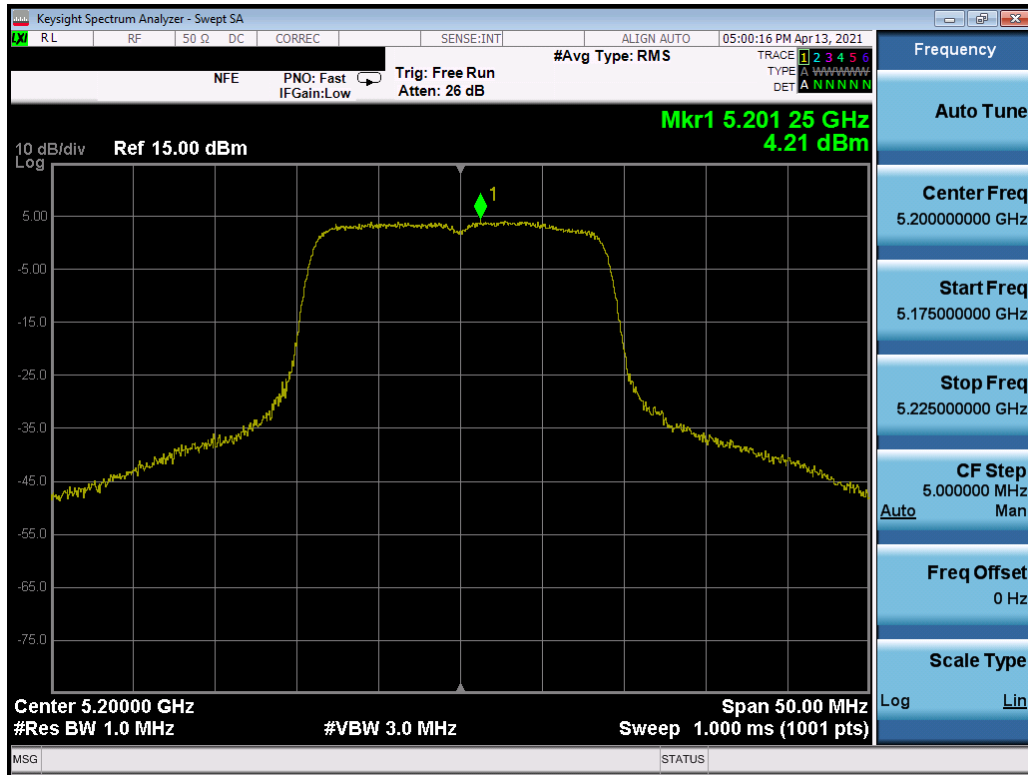 Keysight Spectrum Analyzer - Swept SA
LXI RL RF 50 Ω DC CORREC SENSE:INT ALIGN AUTO 05:00:16 PM Apr 13, 2021
NFE PNO: Fast Trig: Free Run #Avg Type: RMS TRACE 1 2 3 4 5 6
IFGain:Low Atten: 26 dB TYPE A WWWWW
DET A N N N N N
Mkr1 5.201 25 GHz
4.21 dBm
10 dB/div Ref 15.00 dBm
Log
1
5.00
-5.00
-15.0
-25.0
-35.0
-45.0
-55.0
-65.0
-75.0
Center 5.20000 GHz Span 50.00 MHz
#Res BW 1.0 MHz #VBW 3.0 MHz Sweep 1.000 ms (1001 pts)
MSG STATUS
Frequency
Auto Tune
Center Freq
5.200000000 GHz
Start Freq
5.175000000 GHz
Stop Freq
5.225000000 GHz
CF Step
5.000000 MHz
Auto Man
Freq Offset
0 Hz
Scale Type
Log Lin